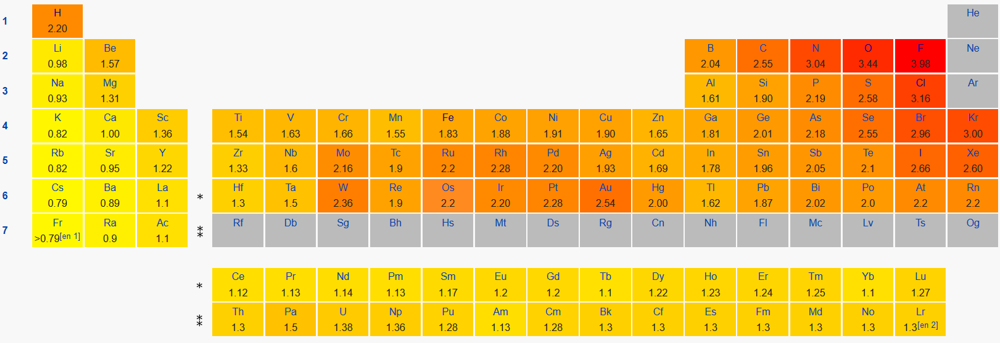 H He
1
2.20
Li Be B C N O F Ne
2
0.98 1.57 2.04 2.55 3.04 3.44 3.98
Na Mg Al Si P S Cl Ar
3
0.93 1.31 1.61 1.90 2.19 2.58 3.16
K Ca Sc Ti V Cr Mn Fe Co Ni Cu Zn Ga Ge As Se Br Kr
4
0.82 1.00 1.36 1.54 1.63 1.66 1.55 1.83 1.88 1.91 1.90 1.65 1.81 2.01 2.18 2.55 2.96 3.00
Rb Sr Y Zr Nb Mo Tc Ru Rh Pd Ag Cd In Sn Sb Te I Xe
5
0.82 0.95 1.22 1.33 1.6 2.16 1.9 2.2 2.28 2.20 1.93 1.69 1.78 1.96 2.05 2.1 2.66 2.60
Cs Ba La Hf Ta W Re Os Ir Pt Au Hg Tl Pb Bi Po At Rn
6 *
0.79 0.89 1.1 1.3 1.5 2.36 1.9 2.2 2.20 2.28 2.54 2.00 1.62 1.87 2.02 2.0 2.2 2.2
Fr Ra Ac Rf Db Sg Bh Hs Mt Ds Rg Cn Nh Fl Mc Lv Ts Og
7 **
>0.79[en 1] 0.9 1.1
Ce Pr Nd Pm Sm Eu Gd Tb Dy Ho Er Tm Yb Lu
*
1.12 1.13 1.14 1.13 1.17 1.2 1.2 1.1 1.22 1.23 1.24 1.25 1.1 1.27
Th Pa U Np Pu Am Cm Bk Cf Es Fm Md No Lr
**
1.3 1.5 1.38 1.36 1.28 1.13 1.28 1.3 1.3 1.3 1.3 1.3 1.3 1.3[en 2]